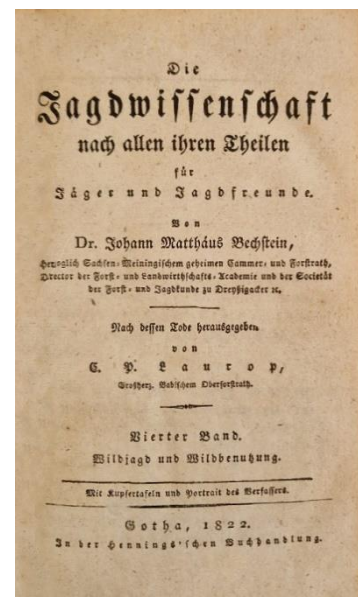 Die
Jagdwissenschaft
nach allen ihren Theilen
für
Jäger und Jagdfreunde.
Von
Dr. Johann Matthäus Bechstein,
Herzoglich Sachsen-Meiningischem geheimen Cammer- und Forstrath,
Director der Forst- und Landwirthschafts-Academie und der Societät
der Forst- und Jagdkunde zu Dreyßigacker ꝛc.
Nach dessen Tode herausgegeben
von
C. P. Laurop,
Großherz. Badischem Oberforstrath.
Vierter Band.
Wildjagd und Wildbenutzung.
Mit Kupfertafeln und Portrait des Verfassers.
Gotha, 1822.
In der Hennings'schen Buchhandlung.